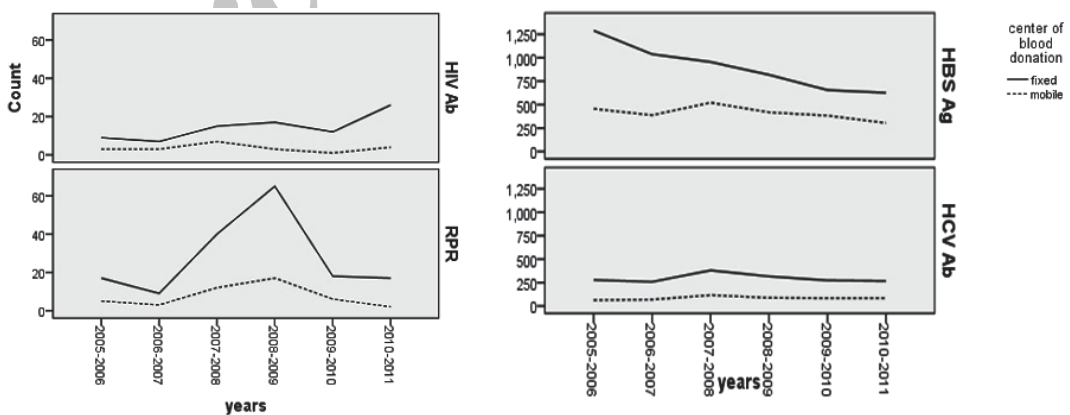 Count
60
40
20
0
HIV Ab
60
40
20
0
RPR
2005-2006
2006-2007
2007-2008
2008-2009
2009-2010
2010-2011
years
1,250
1,000
750
500
250
0
HBS Ag
1,250
1,000
750
500
250
0
HCV Ab
2005-2006
2006-2007
2007-2008
2008-2009
2009-2010
2010-2011
years
center of
blood
donation
fixed
mobile